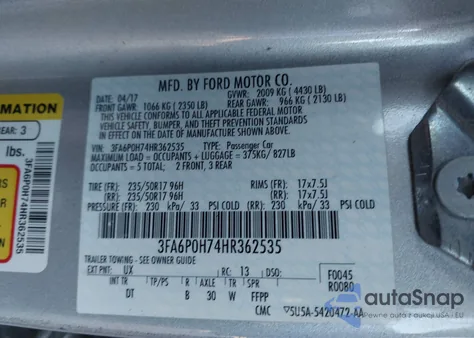 MFD. BY FORD MOTOR CO.
DATE: 04/17 GVWR: 2009 KG ( 4430 LB)
FRONT GAWR: 1066 KG ( 2350 LB) REAR GAWR: 966 KG ( 2130 LB)
THIS VEHICLE CONFORMS TO ALL APPLICABLE FEDERAL MOTOR VEHICLE
SAFETY, BUMPER, AND THEFT PREVENTION STANDARDS IN EFFECT ON THE DATE OF
MANUFACTURE SHOWN ABOVE.
VIN: 3FA6P0H74HR362535 TYPE: Passenger Car
MAXIMUM LOAD = OCCUPANTS + LUGGAGE = 375KG/ 827LB
OCCUPANTS = 5 TOTAL: 2 FRONT, 3 REAR
TIRE (FR): 235/50R17 96H RIMS (FR): 17x7.5J
(RR): 235/50R17 96H (RR): 17x7.5J
PRESSURE (FR): 230 kPa/ 33 PSI COLD (RR): 230 kPa/ 33 PSI COLD
3FA6P0H74HR362535
TRAILER TOWING - SEE OWNER GUIDE
EXT PNT: UX RC: 13 DSO: F0045
INT TP/PS R AXLE TR SPR R0080
DT B 30 W FFPP
CMC 5U5A-5420472-AA
ORMATION
EAR: 3
lbs.
3FA6P0H74HR362535
autoSnap
Copart / IAAI / USA